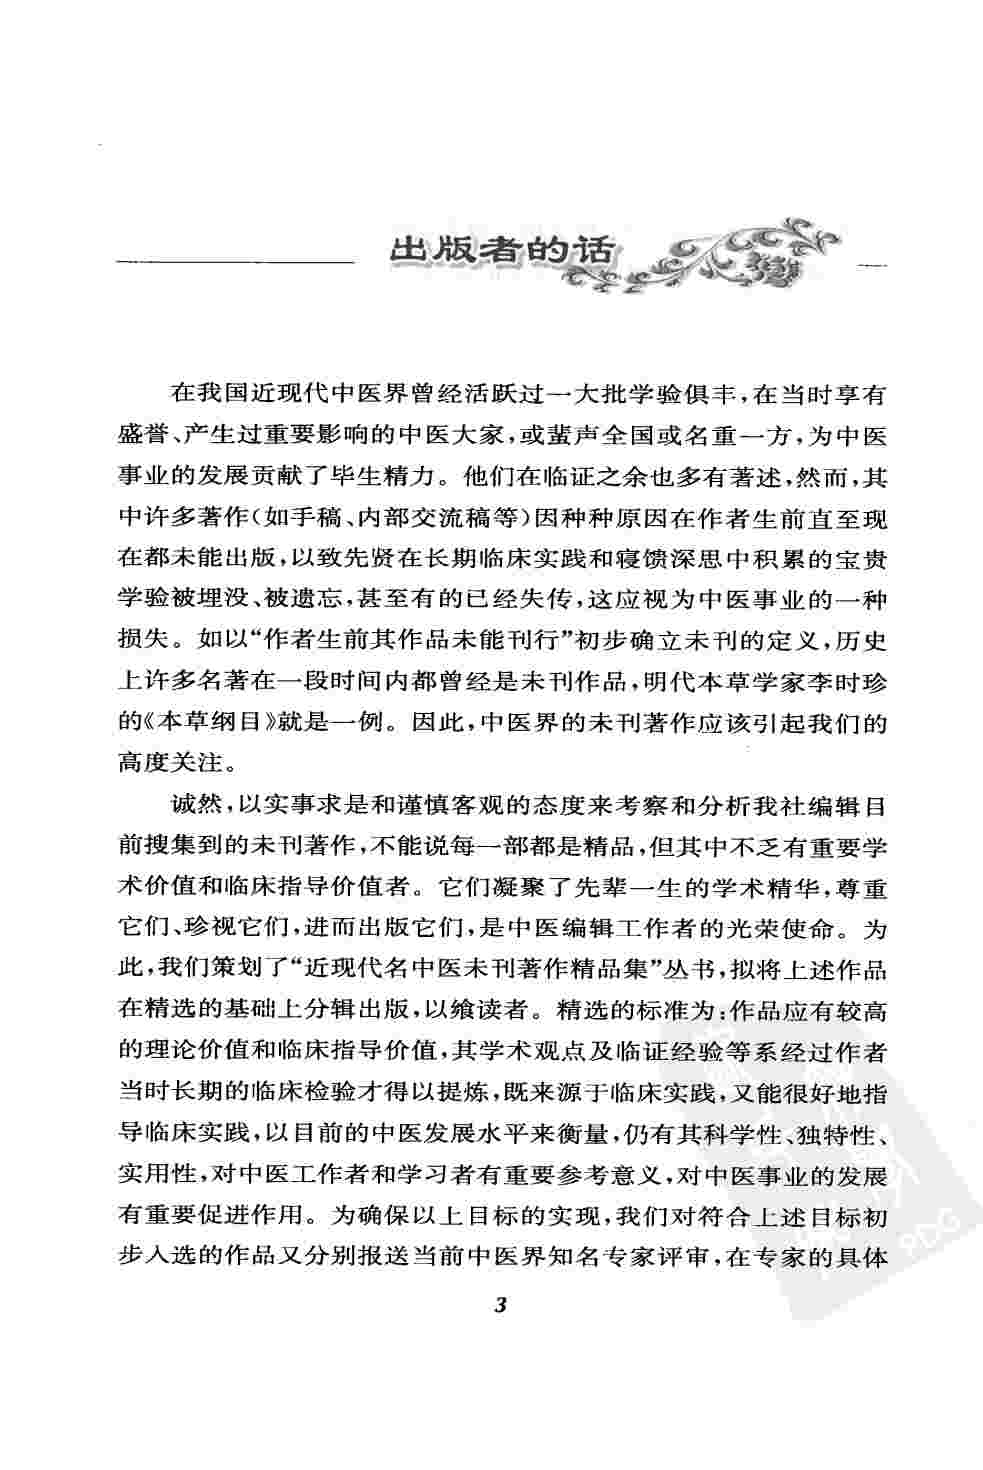 出版者的话
在我国近现代中医界曾经活跃过一大批学验俱丰,在当时享有
盛誉、产生过重要影响的中医大家,或蜚声全国或名重一方,为中医
事业的发展贡献了毕生精力。他们在临证之余也多有著述,然而,其
中许多著作(如手稿、内部交流稿等)因种种原因在作者生前直至现
在都未能出版,以致先贤在长期临床实践和寝馈深思中积累的宝贵
学验被埋没、被遗忘,甚至有的已经失传,这应视为中医事业的一种
损失。如以“作者生前其作品未能刊行”初步确立未刊的定义,历史
上许多名著在一段时间内都曾经是未刊作品,明代本草学家李时珍
的《本草纲目》就是一例。因此,中医界的未刊著作应该引起我们的
高度关注。
诚然,以实事求是和谨慎客观的态度来考察和分析我社编辑目
前搜集到的未刊著作,不能说每一部都是精品,但其中不乏有重要学
术价值和临床指导价值者。它们凝聚了先辈一生的学术精华,尊重
它们、珍视它们,进而出版它们,是中医编辑工作者的光荣使命。为
此,我们策划了“近现代名中医未刊著作精品集”丛书,拟将上述作品
在精选的基础上分辑出版,以飨读者。精选的标准为:作品应有较高
的理论价值和临床指导价值,其学术观点及临证经验等系经过作者
当时长期的临床检验才得以提炼,既来源于临床实践,又能很好地指
导临床实践,以目前的中医发展水平来衡量,仍有其科学性、独特性、
实用性,对中医工作者和学习者有重要参考意义,对中医事业的发展
有重要促进作用。为确保以上目标的实现,我们对符合上述目标初
步入选的作品又分别报送当前中医界知名专家评审,在专家的具体
3
PDG